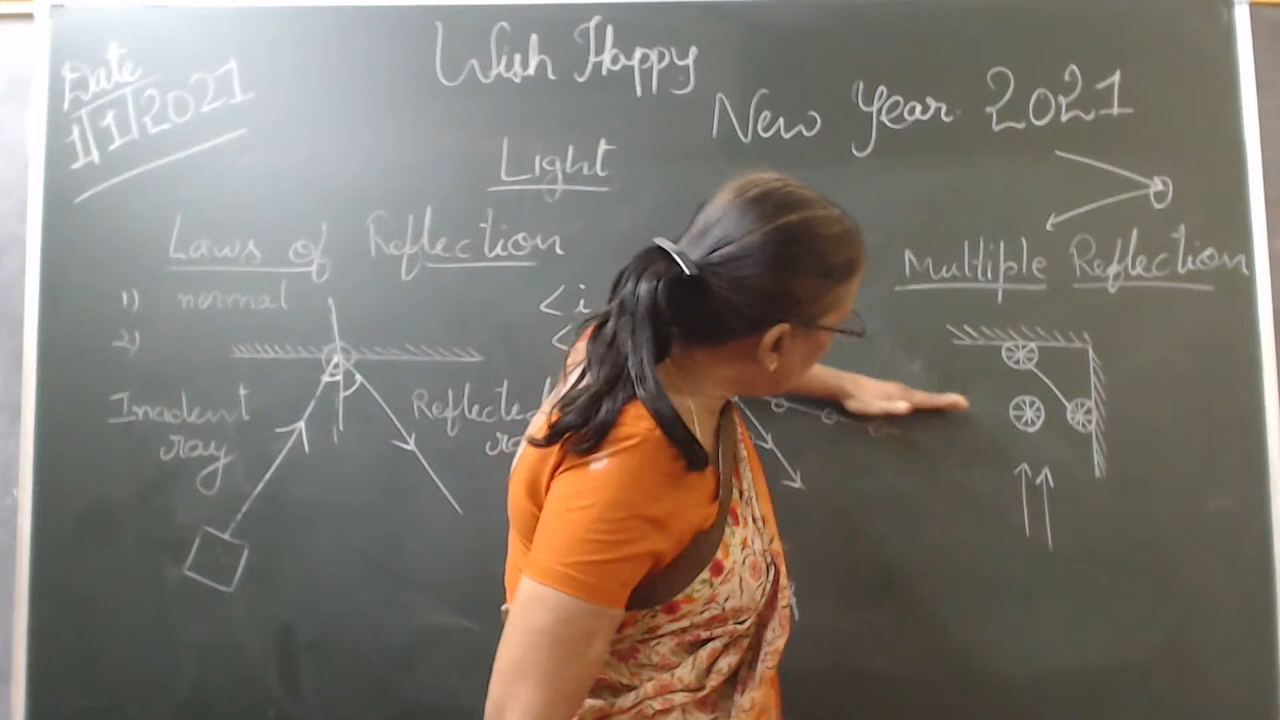 Date
1/1/2021
Wish Happy
New Year 2021
Light
Laws of Reflection
1) normal
2)
<i
<
Incident
ray
Reflected
Multiple Reflection